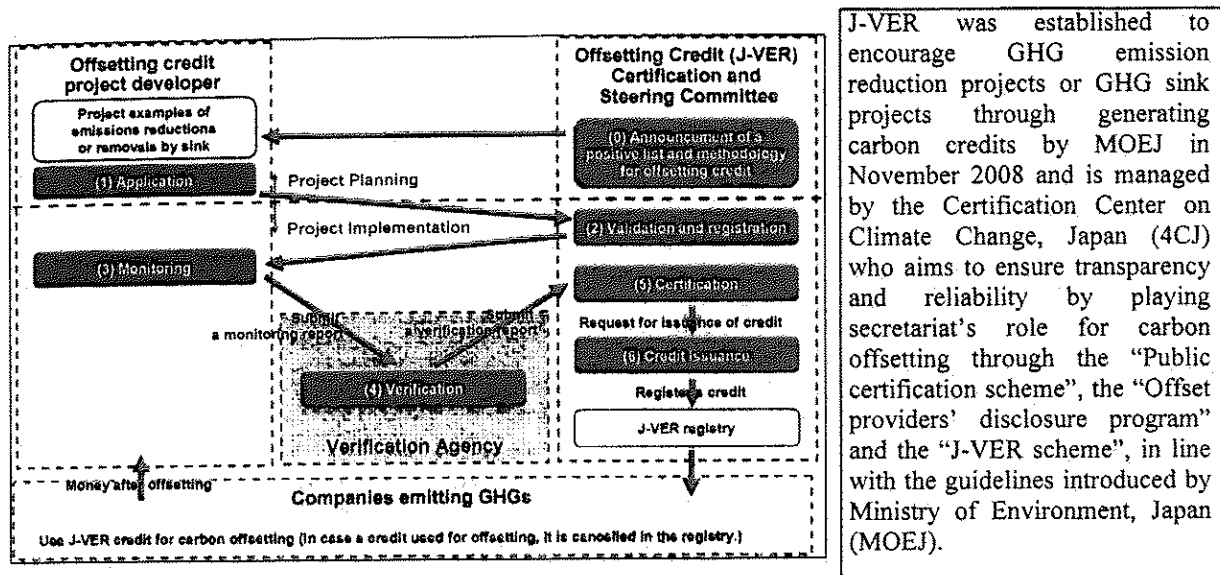 Offsetting credit
project developer
Project examples of
emissions reductions
or removals by sink
(1) Application
Project Planning
Project Implementation
(3) Monitoring
Submit
a monitoring report
Submit
a verification report
(4) Verification
Verification Agency
Offsetting Credit (J-VER)
Certification and
Steering Committee
(0) Announcement of a
positive list and methodology
for offsetting credit
(2) Validation and registration
(5) Certification
Request for issuance of credit
(6) Credit issuance
Register a credit
J-VER registry
Money after offsetting
Companies emitting GHGs
Use J-VER credit for carbon offsetting (In case a credit used for offsetting, it is cancelled in the registry.)
J-VER was established to
encourage GHG emission
reduction projects or GHG sink
projects through generating
carbon credits by MOEJ in
November 2008 and is managed
by the Certification Center on
Climate Change, Japan (4CJ)
who aims to ensure transparency
and reliability by playing
secretariat's role for carbon
offsetting through the "Public
certification scheme", the "Offset
providers' disclosure program"
and the "J-VER scheme", in line
with the guidelines introduced by
Ministry of Environment, Japan
(MOEJ).